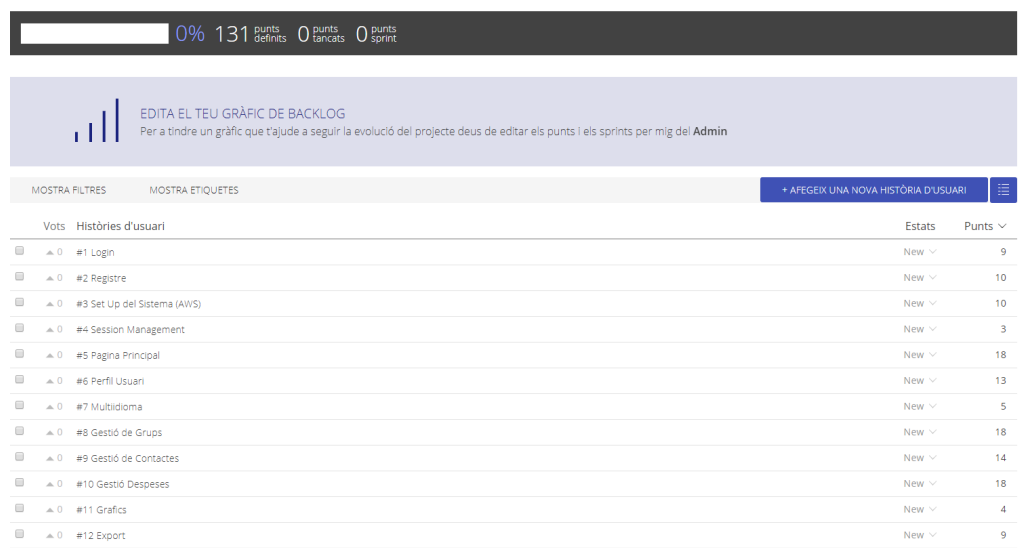 0% 131 punts definits 0 punts tancats 0 punts sprint
EDITA EL TEU GRÀFIC DE BACKLOG
Per a tindre un gràfic que t'ajude a seguir la evolució del projecte deus de editar els punts i els sprints per mig del Admin
MOSTRA FILTRES MOSTRA ETIQUETES + AFEGEIX UNA NOVA HISTÒRIA D'USUARI
Vots Històries d'usuari Estats Punts
0 #1 Login New 9
0 #2 Registre New 10
0 #3 Set Up del Sistema (AWS) New 10
0 #4 Session Management New 3
0 #5 Pagina Principal New 18
0 #6 Perfil Usuari New 13
0 #7 Multiidioma New 5
0 #8 Gestió de Grups New 18
0 #9 Gestió de Contactes New 14
0 #10 Gestió Despeses New 18
0 #11 Grafics New 4
0 #12 Export New 9